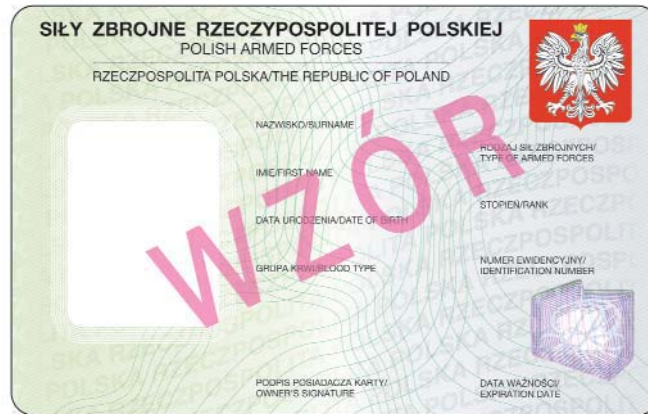 SIŁY ZBROJNE RZECZYPOSPOLITEJ POLSKIEJ
POLISH ARMED FORCES
RZECZPOSPOLITA POLSKA/THE REPUBLIC OF POLAND
NAZWISKO/SURNAME
RODZAJ SIŁ ZBROJNYCH/
TYPE OF ARMED FORCES
IMIĘ/FIRST NAME
STOPIEŃ/RANK
DATA URODZENIA/DATE OF BIRTH
GRUPA KRWI/BLOOD TYPE
NUMER EWIDENCYJNY/
IDENTIFICATION NUMBER
WZÓR
PODPIS POSIADACZA KARTY/
OWNER'S SIGNATURE
DATA WAŻNOŚCI/
EXPIRATION DATE